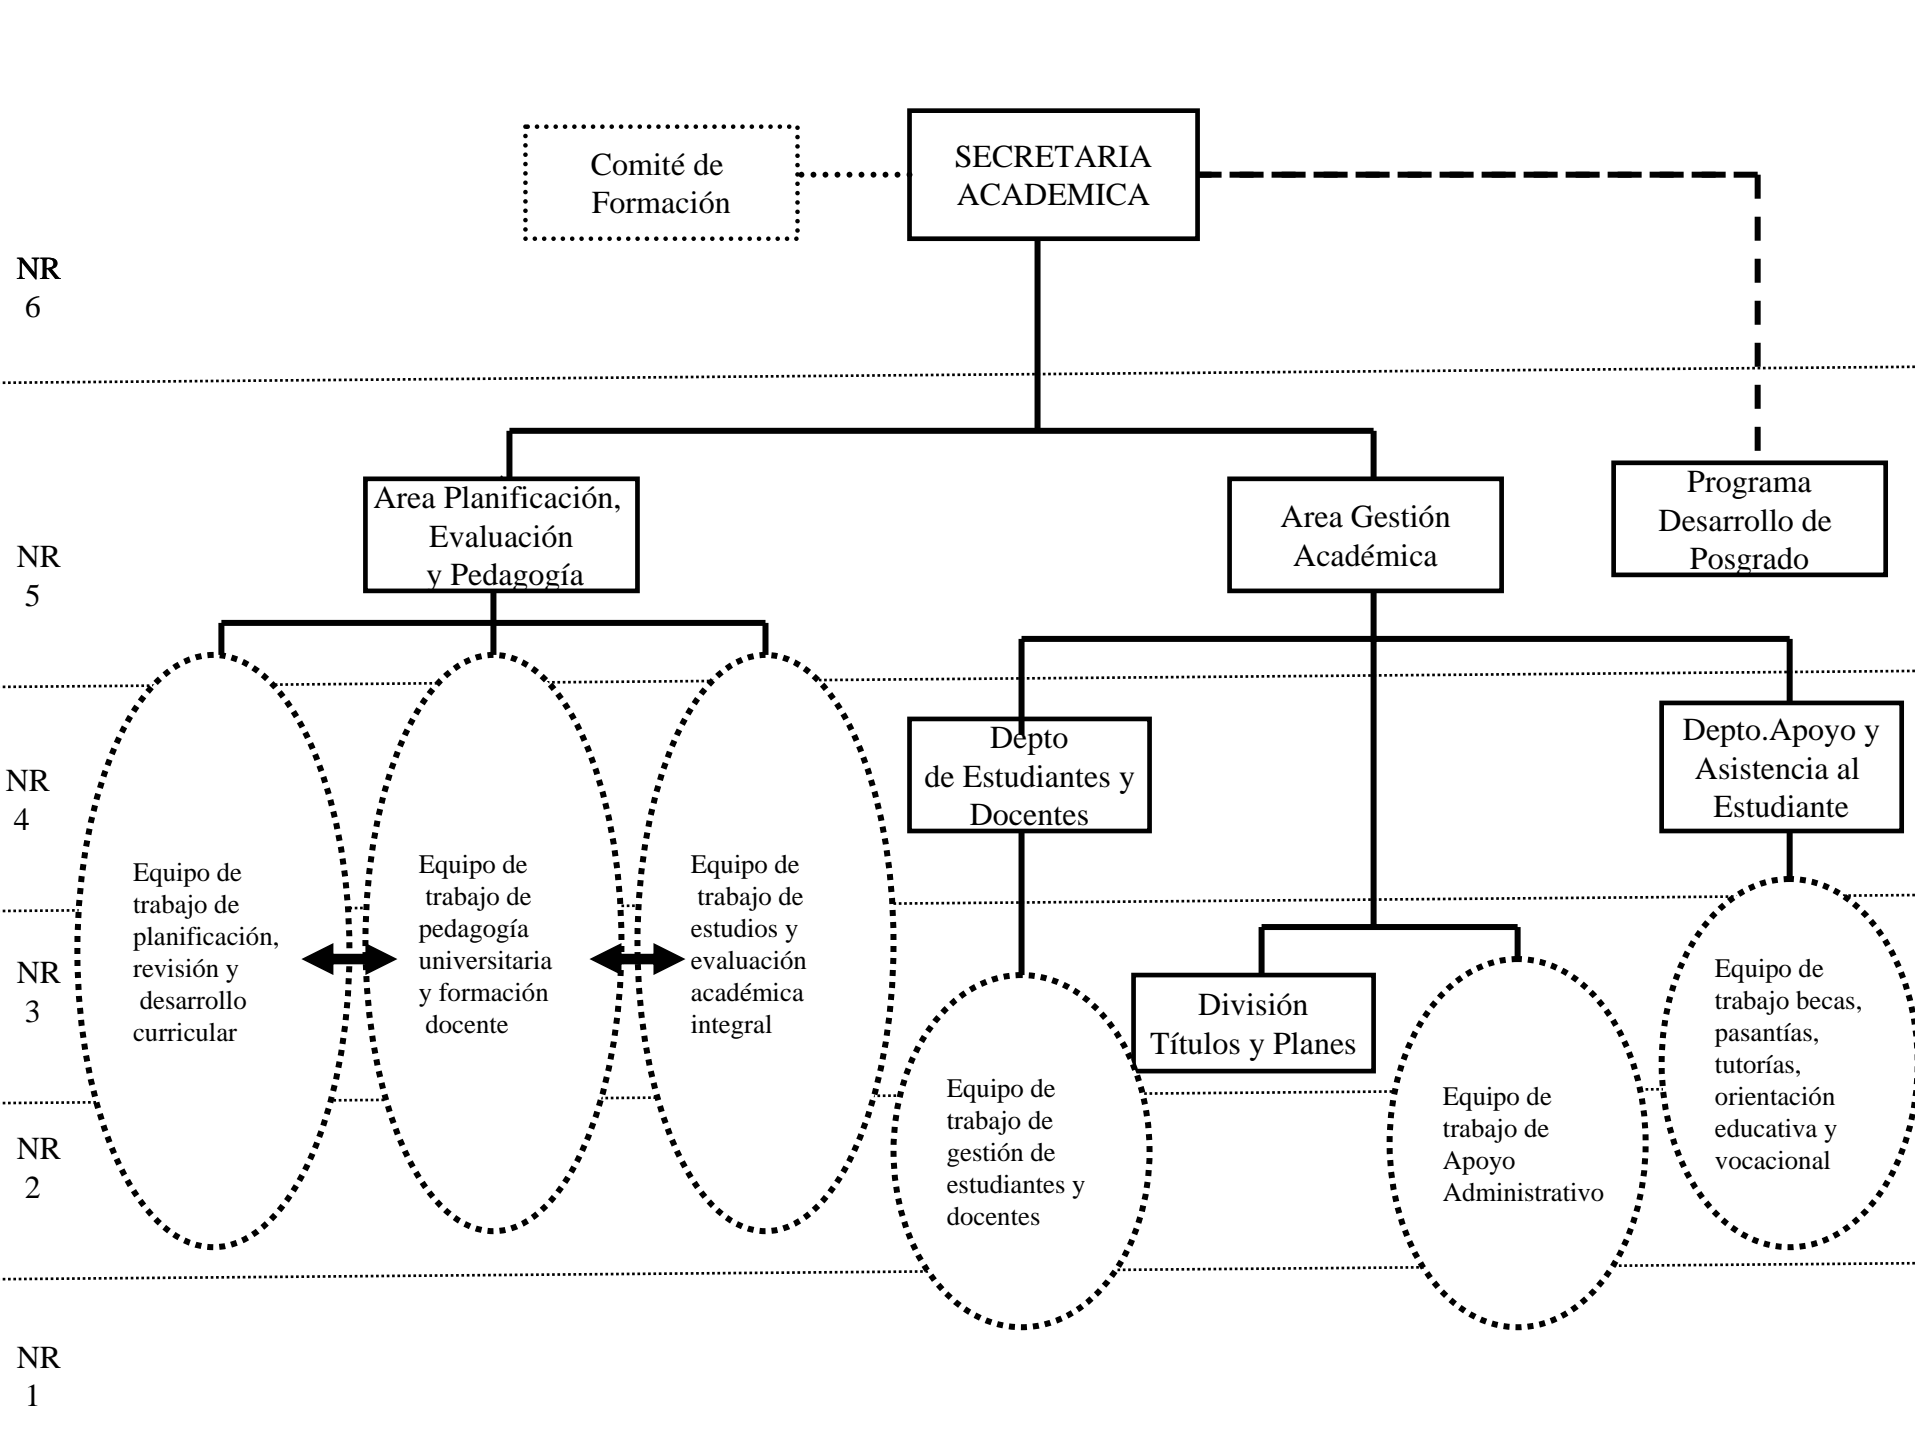 Comité de
Formación
SECRETARIA
ACADEMICA
NR
6
Area Planificación,
Evaluación
y Pedagogía
Area Gestión
Académica
Programa
Desarrollo de
Posgrado
NR
5
Depto
de Estudiantes y
Docentes
Depto.Apoyo y
Asistencia al
Estudiante
NR
4
Equipo de
trabajo de
planificación,
revisión y
desarrollo
curricular
Equipo de
trabajo de
pedagogía
universitaria
y formación
docente
Equipo de
trabajo de
estudios y
evaluación
académica
integral
NR
3
División
Títulos y Planes
Equipo de
trabajo becas,
pasantías,
tutorías,
orientación
educativa y
vocacional
Equipo de
trabajo de
gestión de
estudiantes y
docentes
Equipo de
trabajo de
Apoyo
Administrativo
NR
2
NR
1